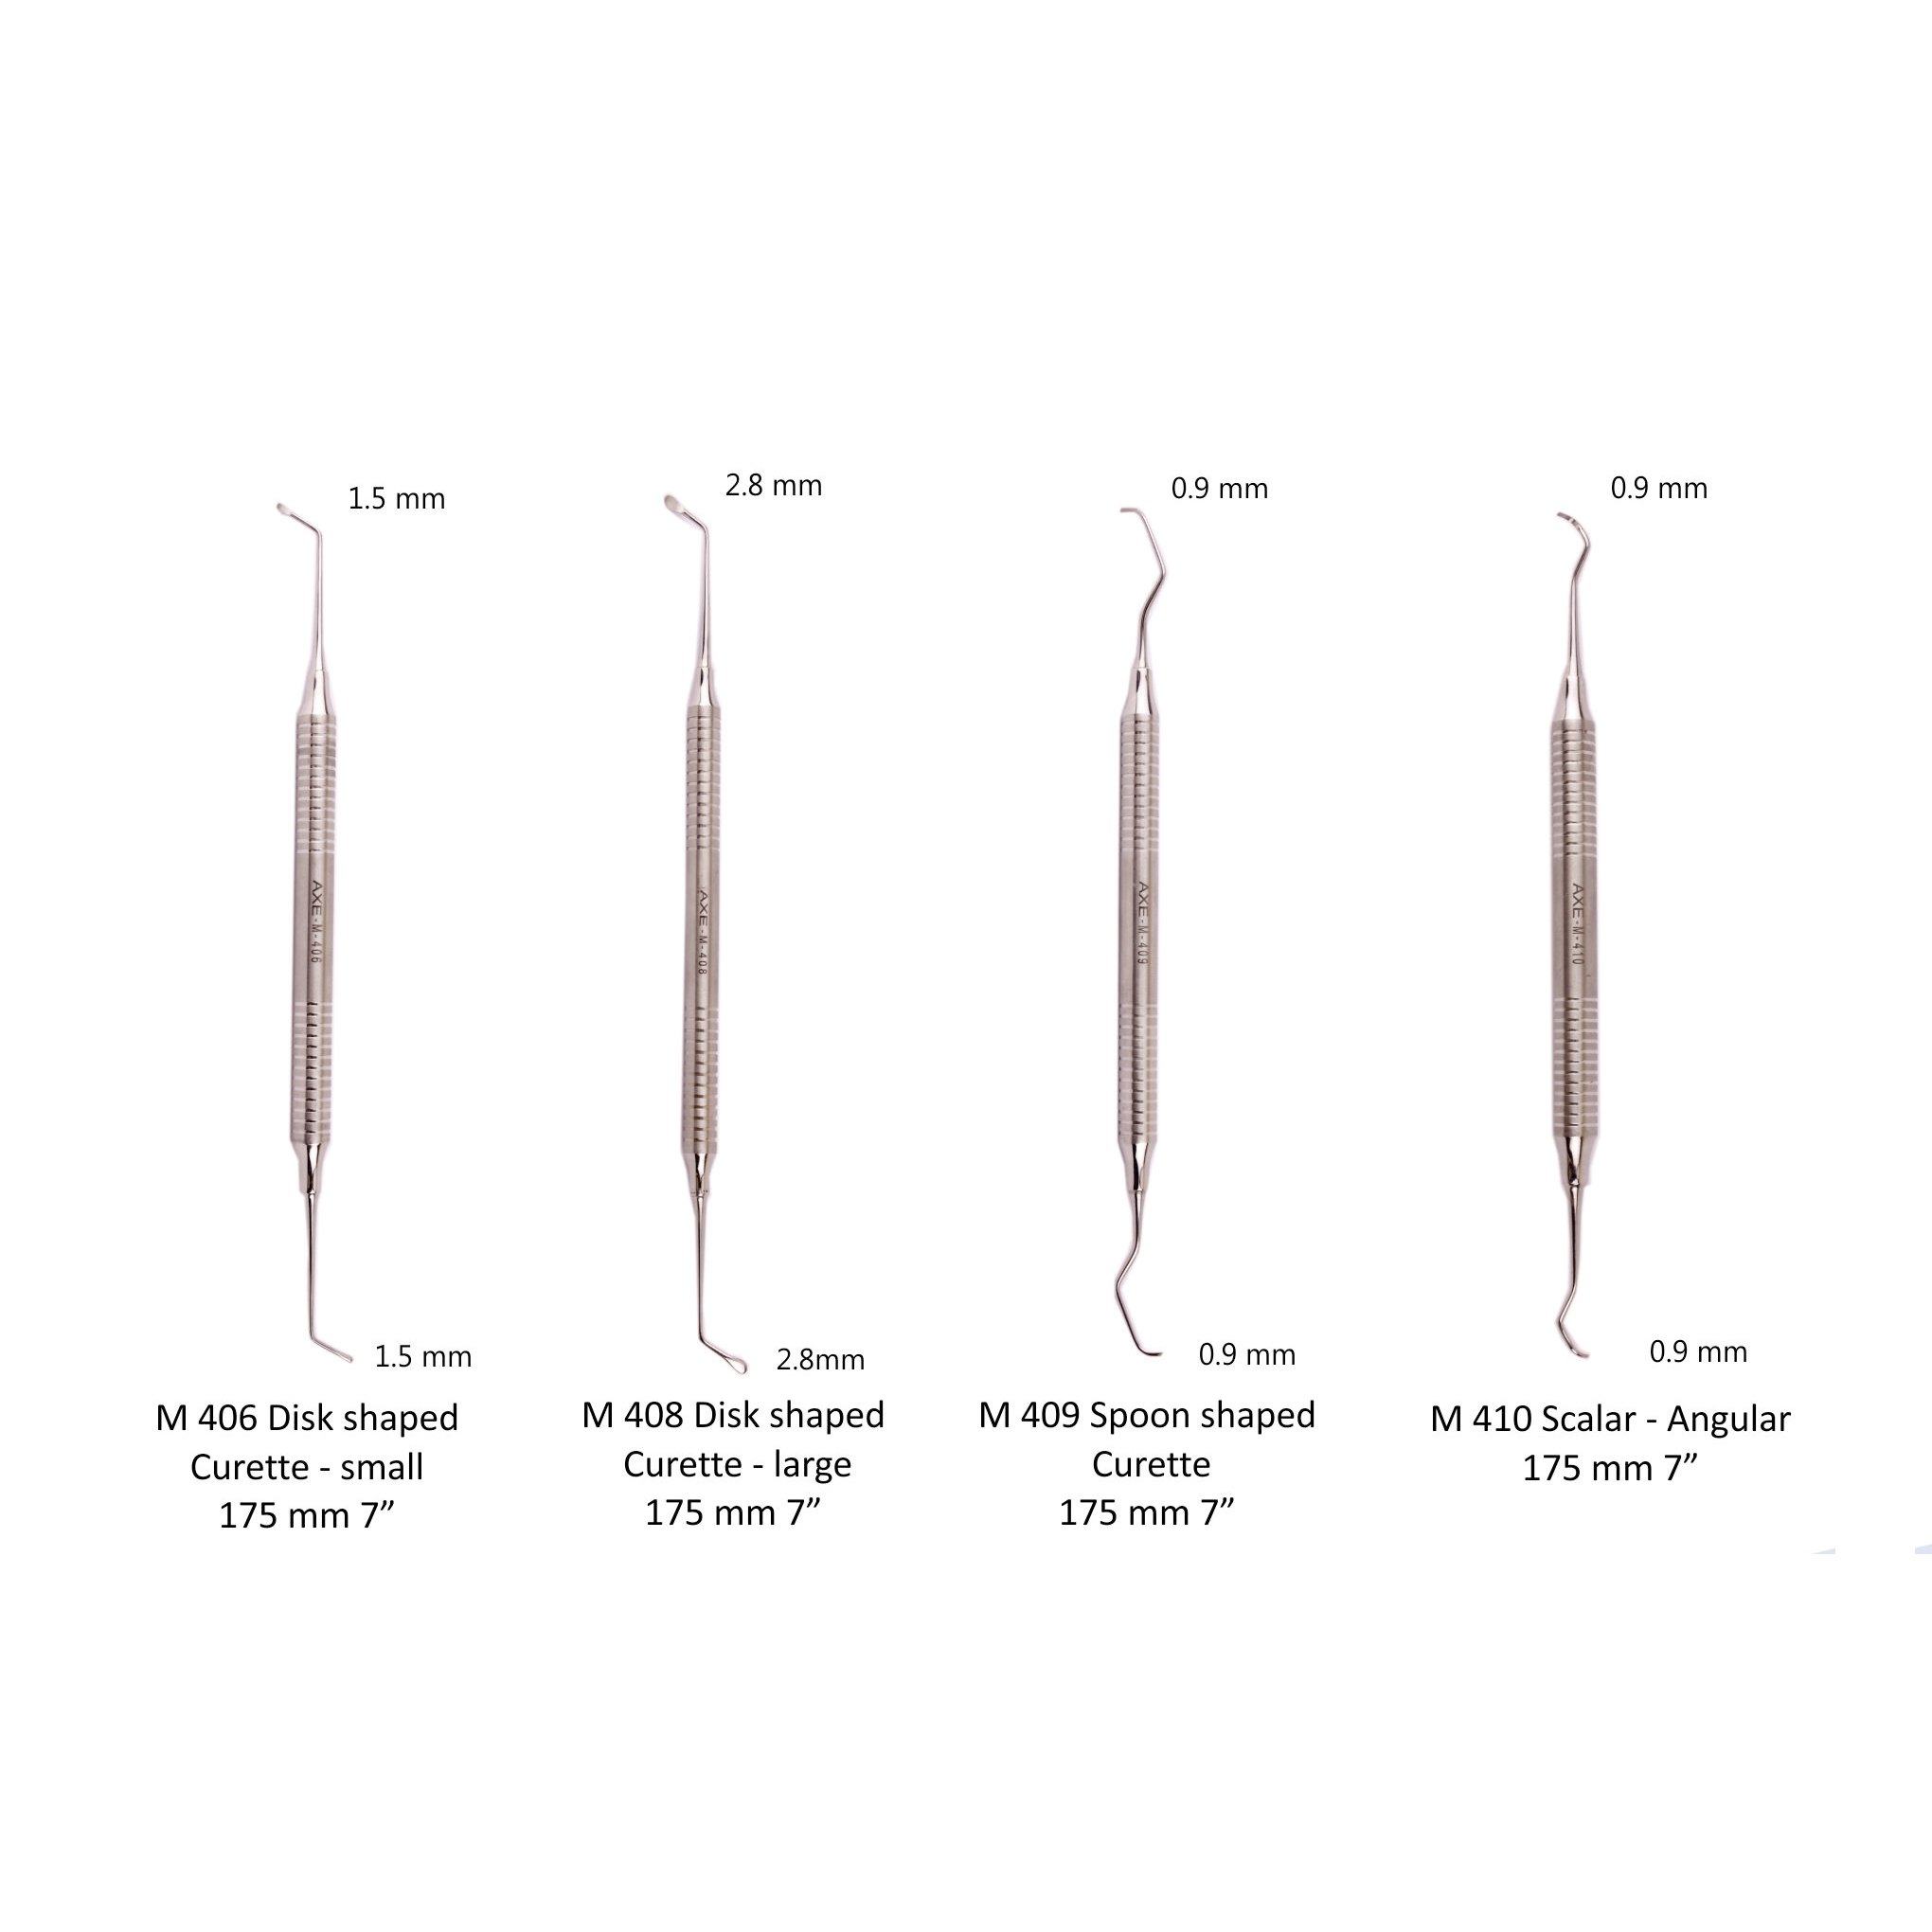 1.5 mm
2.8 mm
0.9 mm
0.9 mm
AXE-M-406
AXE-M-408
AXE-M-409
AXE-M-410
1.5 mm
2.8mm
0.9 mm
0.9 mm
M 406 Disk shaped
Curette - small
175 mm 7”
M 408 Disk shaped
Curette - large
175 mm 7”
M 409 Spoon shaped
Curette
175 mm 7”
M 410 Scalar - Angular
175 mm 7”